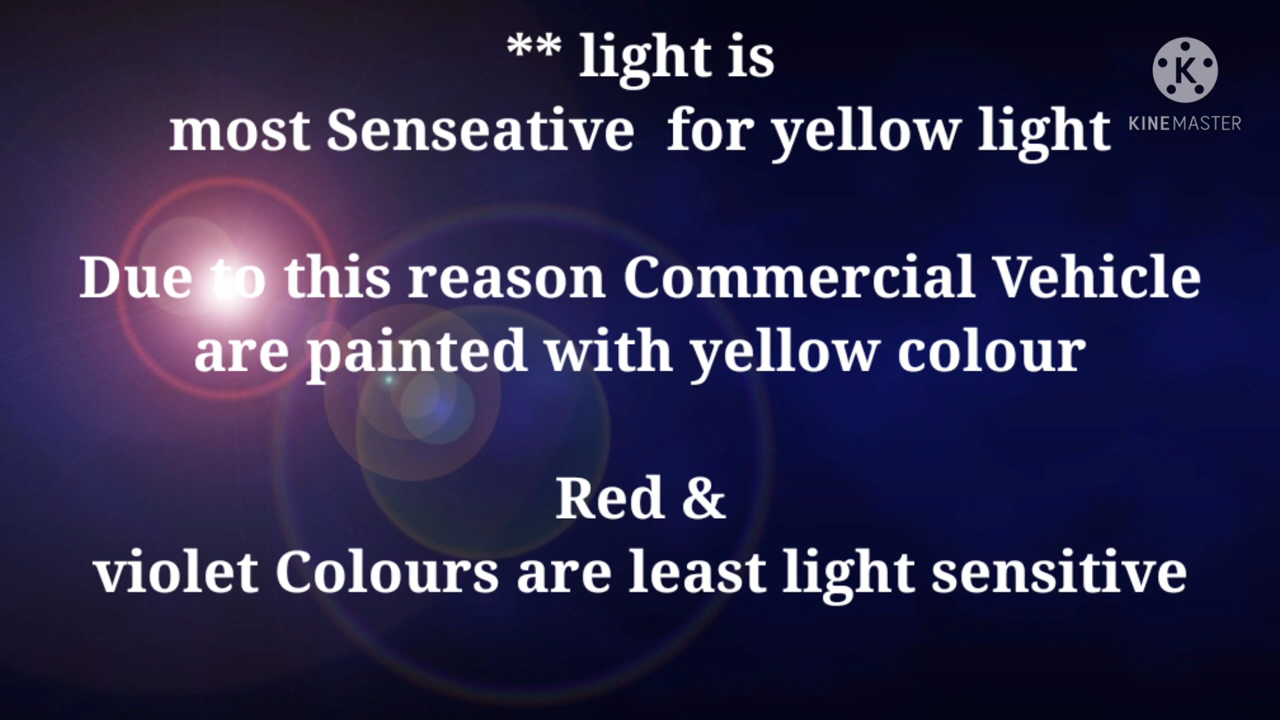 ** light is
most Senseative for yellow light
KINEMASTER
Due to this reason Commercial Vehicle
are painted with yellow colour
Red &
violet Colours are least light sensitive